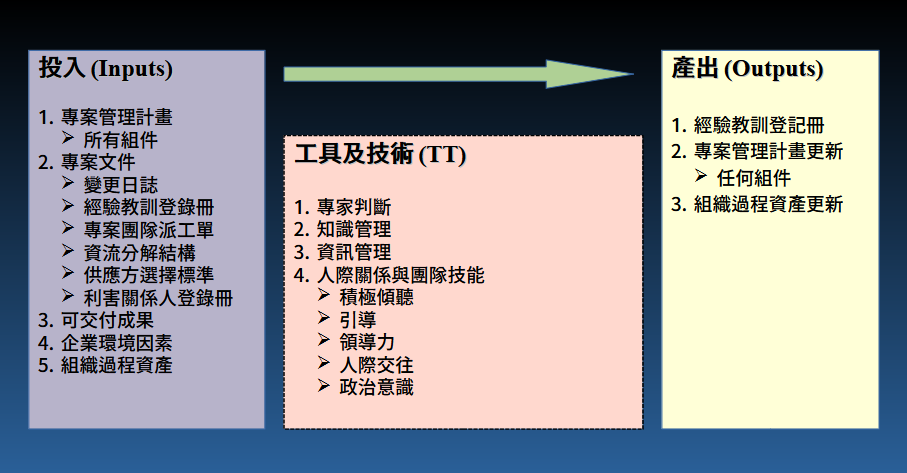 投入 (Inputs)
1. 專案管理計畫
➢ 所有組件
2. 專案文件
➢ 變更日誌
➢ 經驗教訓登錄冊
➢ 專案團隊派工單
➢ 資流分解結構
➢ 供應方選擇標準
➢ 利害關係人登錄冊
3. 可交付成果
4. 企業環境因素
5. 組織過程資產
工具及技術 (TT)
1. 專家判斷
2. 知識管理
3. 資訊管理
4. 人際關係與團隊技能
➢ 積極傾聽
➢ 引導
➢ 領導力
➢ 人際交往
➢ 政治意識
產出 (Outputs)
1. 經驗教訓登記冊
2. 專案管理計畫更新
➢ 任何組件
3. 組織過程資產更新